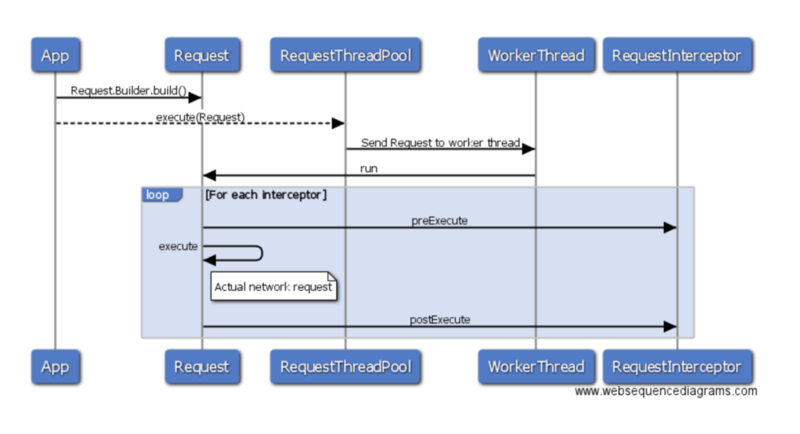 App Request RequestThreadPool WorkerThread RequestInterceptor
Request.Builder.build()
execute(Request)
Send Request to worker thread
run
loop [For each interceptor]
preExecute
execute
Actual network request
postExecute
App Request RequestThreadPool WorkerThread RequestInterceptor
www.websequencediagrams.com